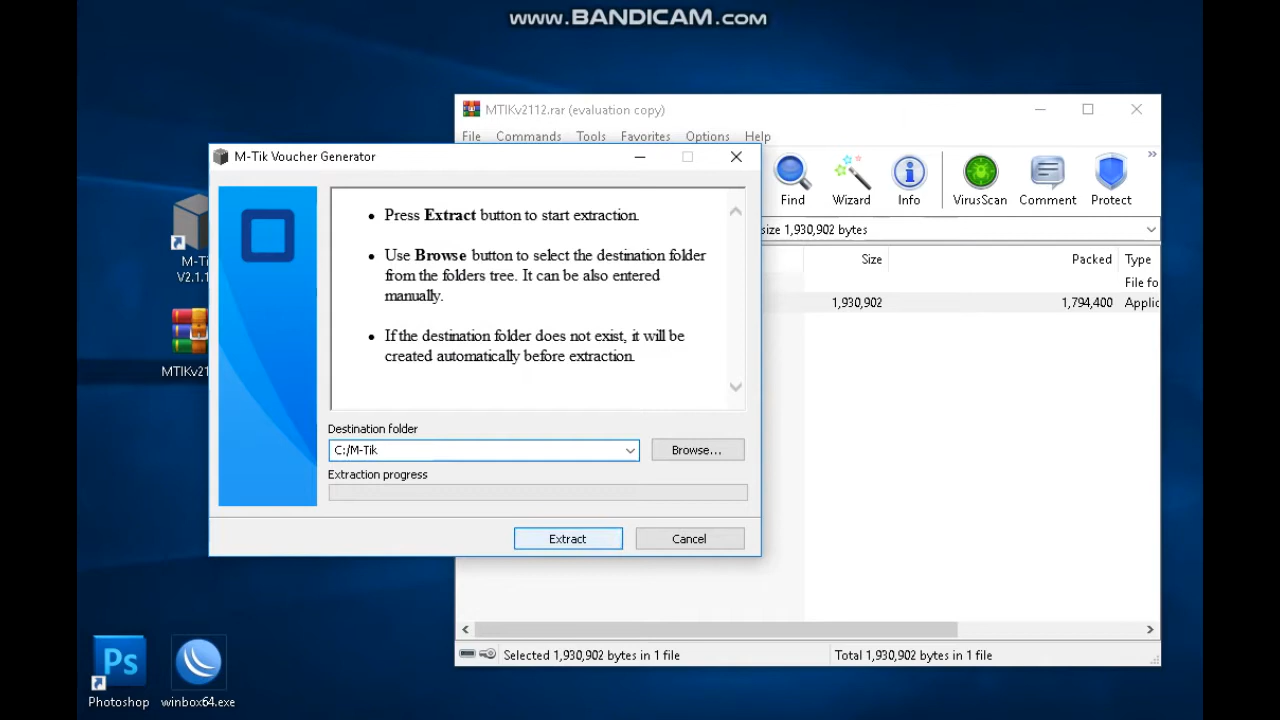 www.BANDICAM.com
MTIKv2112.rar (evaluation copy)
File Commands Tools Favorites Options Help
M-Tik Voucher Generator
Find Wizard Info VirusScan Comment Protect
size 1,930,902 bytes
Size Packed Type
File fo
1,930,902 1,794,400 Applic
• Press Extract button to start extraction.
• Use Browse button to select the destination folder
from the folders tree. It can be also entered
manually.
• If the destination folder does not exist, it will be
created automatically before extraction.
Destination folder
C:/M-Tik
Browse...
Extraction progress
Extract Cancel
M-Ti
V2.1.1
MTIKv21
Selected 1,930,902 bytes in 1 file Total 1,930,902 bytes in 1 file
Ps
Photoshop winbox64.exe